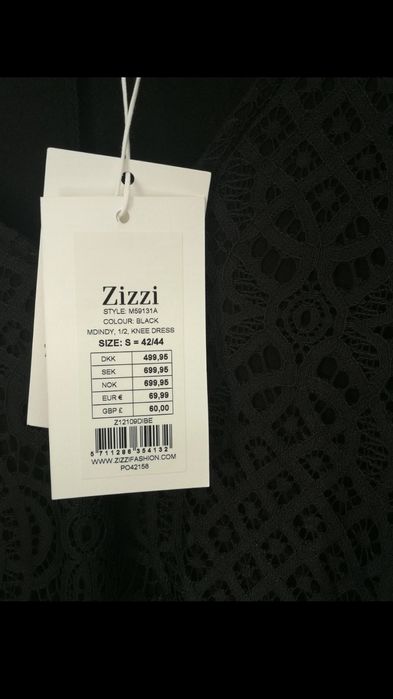 Zizzi
STYLE: M59131A
COLOUR: BLACK
MDINDY, 1/2, KNEE DRESS
SIZE: S = 42/44
DKK 499,95
SEK 699,95
NOK 699,95
EUR € 69,99
GBP £ 60,00
Z12109DIBE
5 711298 354132
WWW.ZIZZIFASHION.COM
PO42158